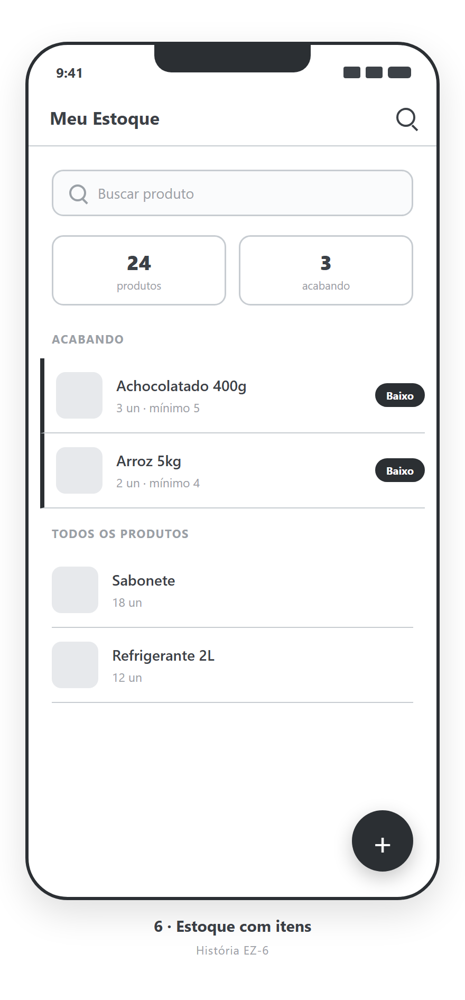 9:41
Meu Estoque
Buscar produto
24
produtos
3
acabando
ACABANDO
Achocolatado 400g
3 un · mínimo 5
Baixo
Arroz 5kg
2 un · mínimo 4
Baixo
TODOS OS PRODUTOS
Sabonete
18 un
Refrigerante 2L
12 un
+
6 · Estoque com itens
História EZ-6